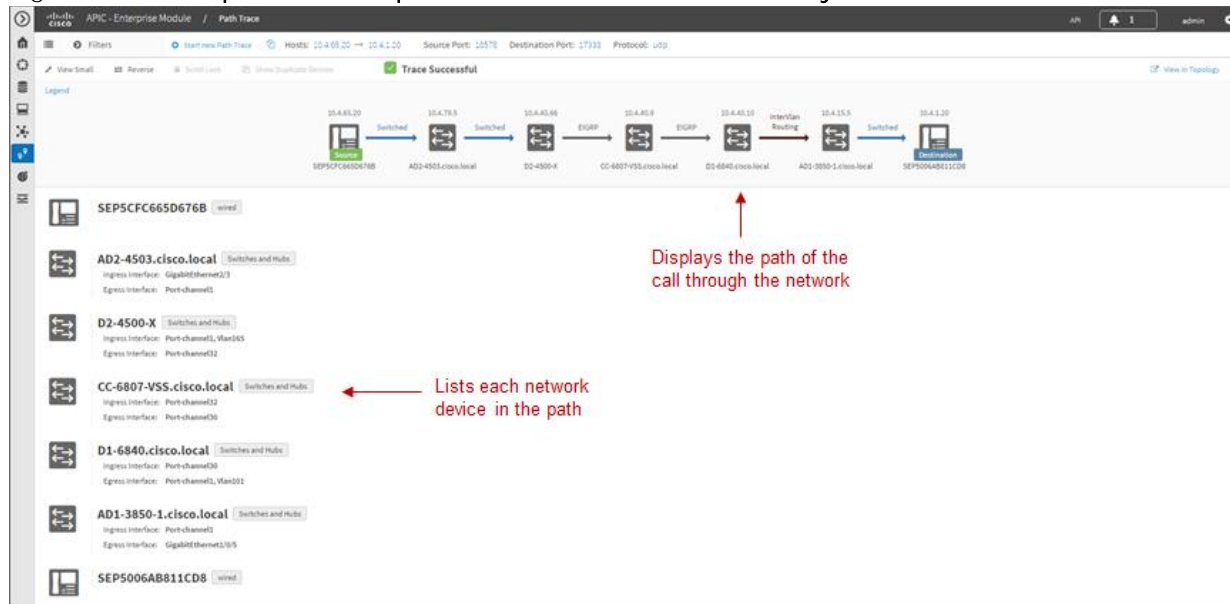 cisco APIC - Enterprise Module / Path Trace API 1 admin
Filters Start new Path Trace Hosts: 10.4.65.20 → 10.4.1.20 Source Port: Destination Port: Protocol: udp
View Small Reverse Scroll Lock Show Duplicate Devices Trace Successful View in Topology
Legend
10.4.65.20 10.4.79.5 10.4.40.66 10.4.40.9 10.4.40.10 10.4.15.5 10.4.1.20
Switched Switched EIGRP EIGRP InterVlan Routing Switched
Source Destination
SEP5CFC665D676B AD2-4503.cisco.local D2-4500-X CC-6807-VSS.cisco.local D1-6840.cisco.local AD1-3850-1.cisco.local SEP5006AB811CD8
SEP5CFC665D676B wired
AD2-4503.cisco.local Switches and Hubs
Ingress Interface: GigabitEthernet2/3
Egress Interface: Port-channel1
Displays the path of the
call through the network
D2-4500-X Switches and Hubs
Ingress Interface: Port-channel1, Vlan165
Egress Interface: Port-channel32
CC-6807-VSS.cisco.local Switches and Hubs
Ingress Interface: Port-channel32
Egress Interface:
Lists each network
device in the path
D1-6840.cisco.local Switches and Hubs
Ingress Interface:
Egress Interface: Port-channel1, Vlan101
AD1-3850-1.cisco.local Switches and Hubs
Ingress Interface: Port-channel1
Egress Interface: GigabitEthernet1/0/5
SEP5006AB811CD8 wired